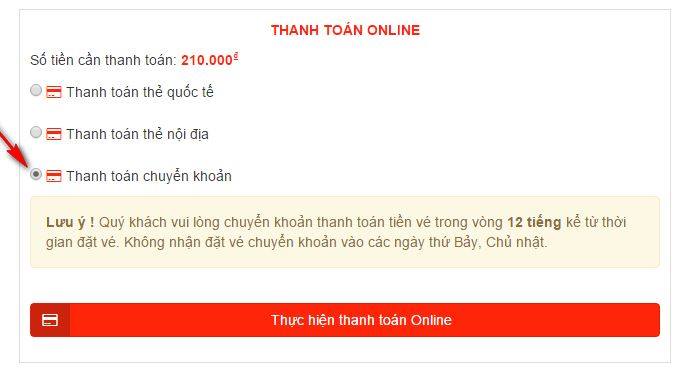 THANH TOÁN ONLINE
Số tiền cần thanh toán: 210.000₫
Thanh toán thẻ quốc tế
Thanh toán thẻ nội địa
Thanh toán chuyển khoản
Lưu ý ! Quý khách vui lòng chuyển khoản thanh toán tiền vé trong vòng 12 tiếng kể từ thời
gian đặt vé. Không nhận đặt vé chuyển khoản vào các ngày thứ Bảy, Chủ nhật.
Thực hiện thanh toán Online